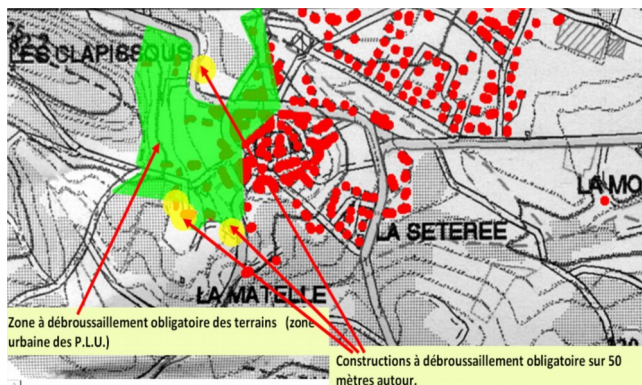 LES CLAPISSOUS
LA MO
LA SETEREE
LA MATELLE
Zone à débroussaillement obligatoire des terrains (zone
urbaine des P.L.U.)
Constructions à débroussaillement obligatoire sur 50
mètres autour.